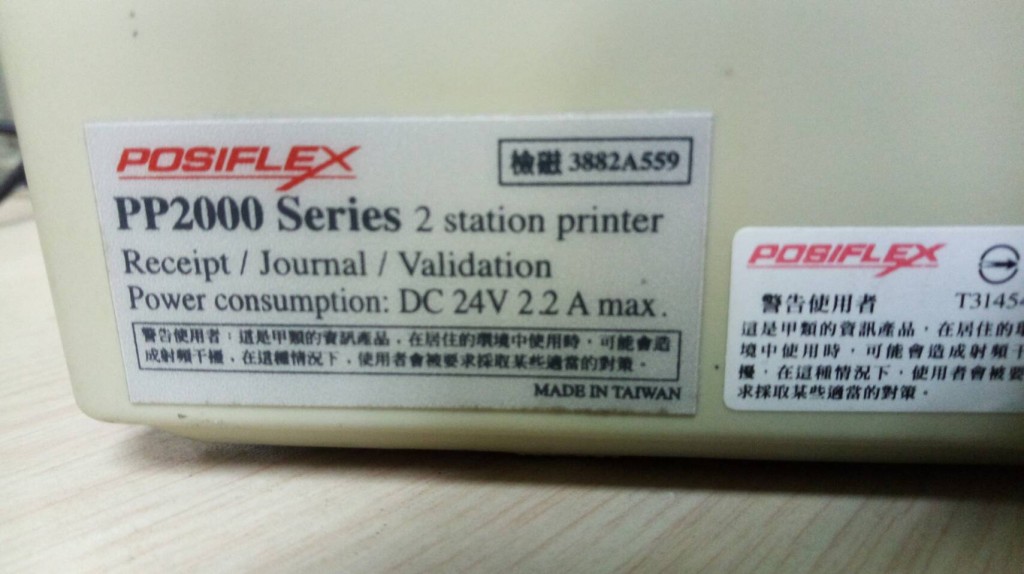 POSIFLEX
檢磁 3882A559
PP2000 Series 2 station printer
Receipt / Journal / Validation
Power consumption: DC 24V 2.2 A max.
警告使用者：這是甲類的資訊產品，在居住的環境中使用時，可能會造
成射頻干擾，在這種情況下，使用者會被要求採取某些適當的對策。
MADE IN TAIWAN
POSIFLEX
警告使用者 T31454
這是甲類的資訊產品，在居住的環
境中使用時，可能會造成射頻干
擾，在這種情況下，使用者會被要
求採取某些適當的對策。